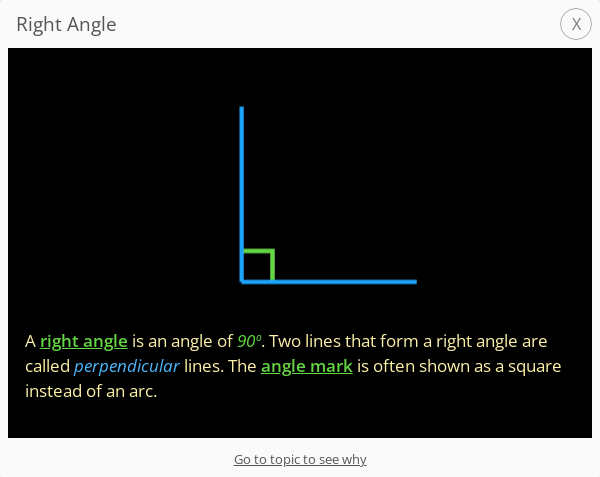 Right Angle
X
A right angle is an angle of 90º. Two lines that form a right angle are
called perpendicular lines. The angle mark is often shown as a square
instead of an arc.
Go to topic to see why